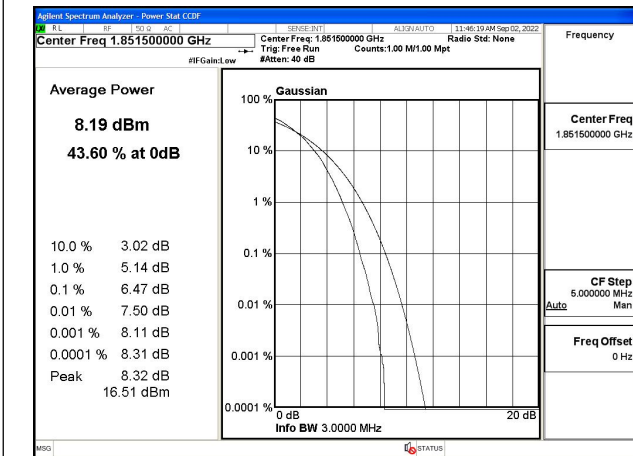 Agilent Spectrum Analyzer - Power Stat CCDF
RL RF 50 Ω AC SENSE:INT ALIGN AUTO 11:46:19 AM Sep 02, 2022
Center Freq 1.851500000 GHz
Center Freq: 1.851500000 GHz Radio Std: None
Trig: Free Run Counts:1.00 M/1.00 Mpt
#IFGain:Low #Atten: 40 dB
Frequency
Average Power
8.19 dBm
43.60 % at 0dB
10.0 % 3.02 dB
1.0 % 5.14 dB
0.1 % 6.47 dB
0.01 % 7.50 dB
0.001 % 8.11 dB
0.0001 % 8.31 dB
Peak 8.32 dB
16.51 dBm
Gaussian
100 %
10 %
1 %
0.1 %
0.01 %
0.001 %
0.0001 %
0 dB 20 dB
Info BW 3.0000 MHz
Center Freq
1.851500000 GHz
CF Step
5.000000 MHz
Auto Man
Freq Offset
0 Hz
MSG STATUS